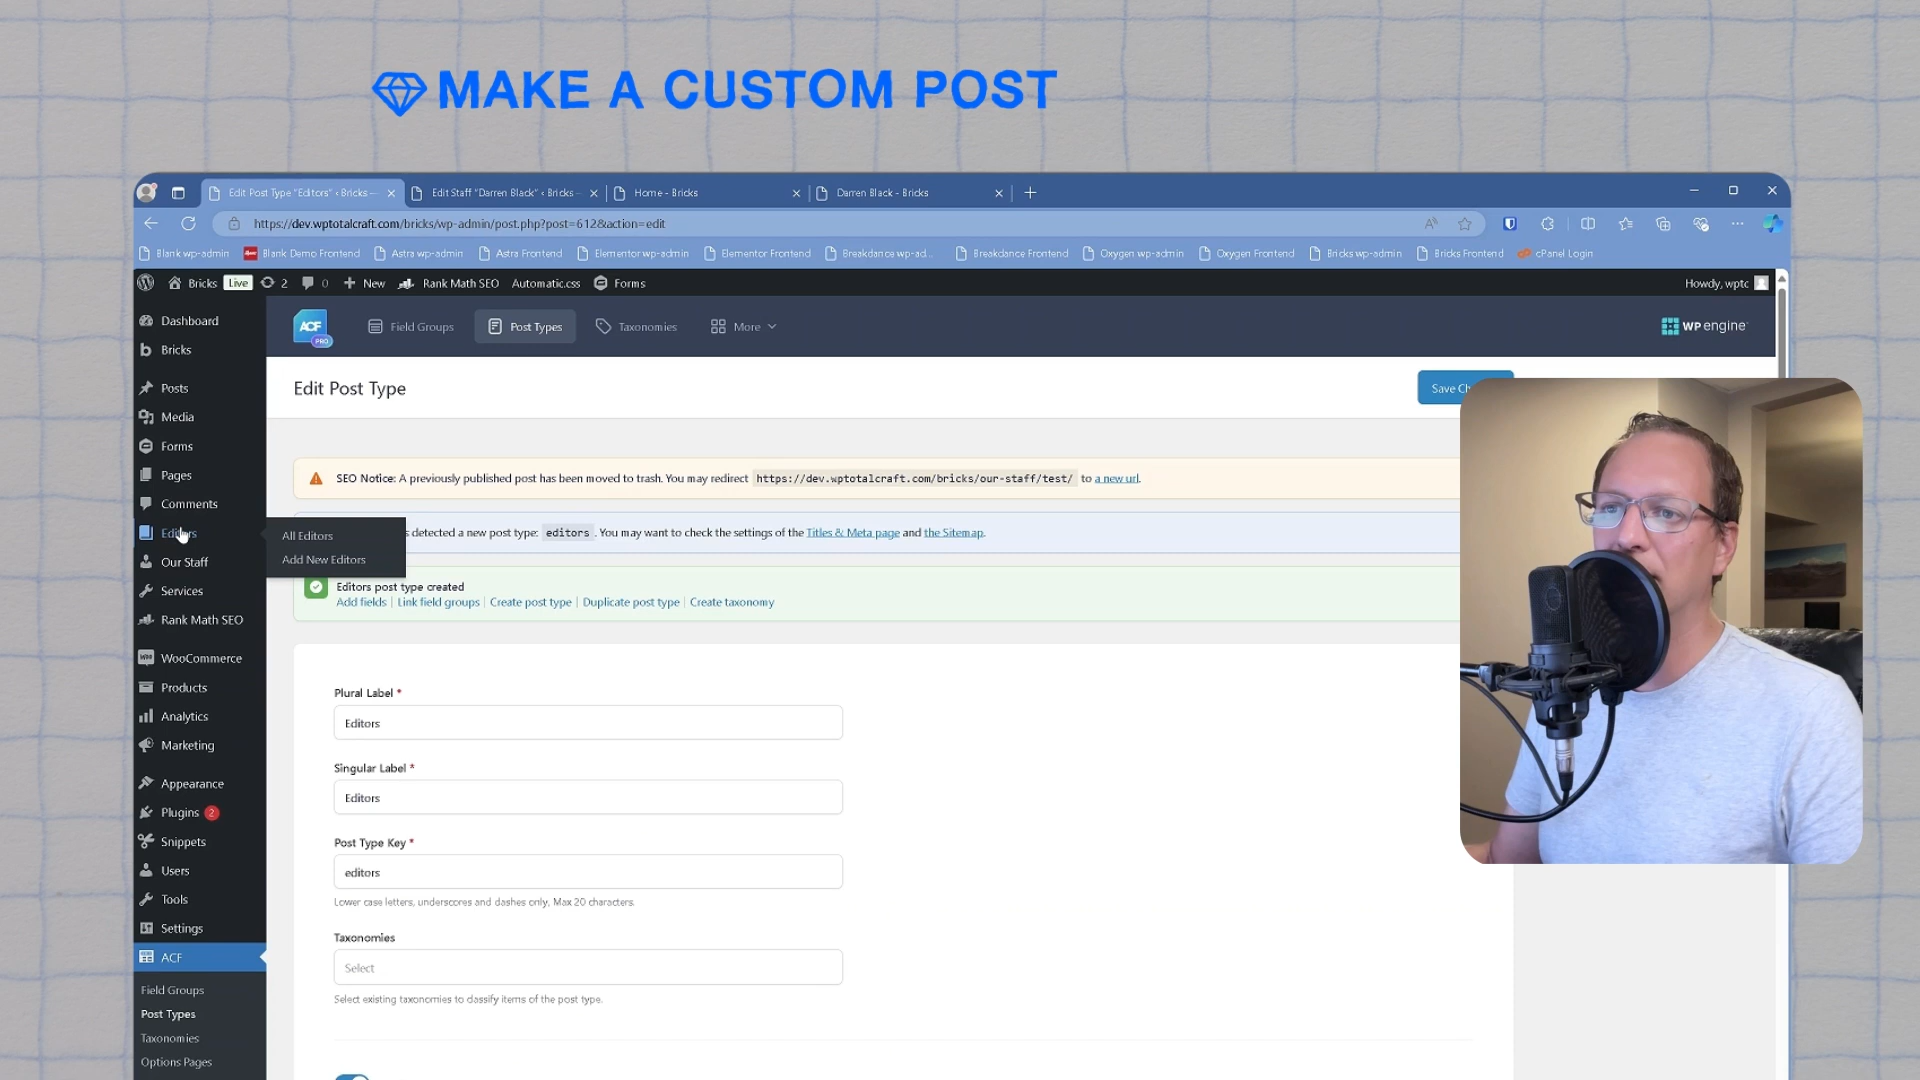 MAKE A CUSTOM POST
Edit Post Type "Editors" ‹ Bricks —
Edit Staff "Darren Black" ‹ Bricks
Home - Bricks
Darren Black - Bricks
https://dev.wptotalcraft.com/bricks/wp-admin/post.php?post=612&action=edit
Blank wp-admin
Blank Demo Frontend
Astra wp-admin
Astra Frontend
Elementor wp-admin
Elementor Frontend
Breakdance wp-ad...
Breakdance Frontend
Oxygen wp-admin
Oxygen Frontend
Bricks wp-admin
Bricks Frontend
cPanel Login
Bricks Live 2 0 New Rank Math SEO Automatic.css Forms
Howdy, wptc
Dashboard
Bricks
Posts
Media
Forms
Pages
Comments
Editors
All Editors
Add New Editors
Our Staff
Services
Rank Math SEO
WooCommerce
Products
Analytics
Marketing
Appearance
Plugins 2
Snippets
Users
Tools
Settings
ACF
Field Groups
Post Types
Taxonomies
Options Pages
ACF PRO
Field Groups
Post Types
Taxonomies
More
WP engine
Edit Post Type
Save Ch
SEO Notice: A previously published post has been moved to trash. You may redirect https://dev.wptotalcraft.com/bricks/our-staff/test/ to a new url.
s detected a new post type: editors . You may want to check the settings of the Titles & Meta page and the Sitemap.
Editors post type created
Add fields | Link field groups | Create post type | Duplicate post type | Create taxonomy
Plural Label *
Editors
Singular Label *
Editors
Post Type Key *
editors
Lower case letters, underscores and dashes only, Max 20 characters.
Taxonomies
Select
Select existing taxonomies to classify items of the post type.